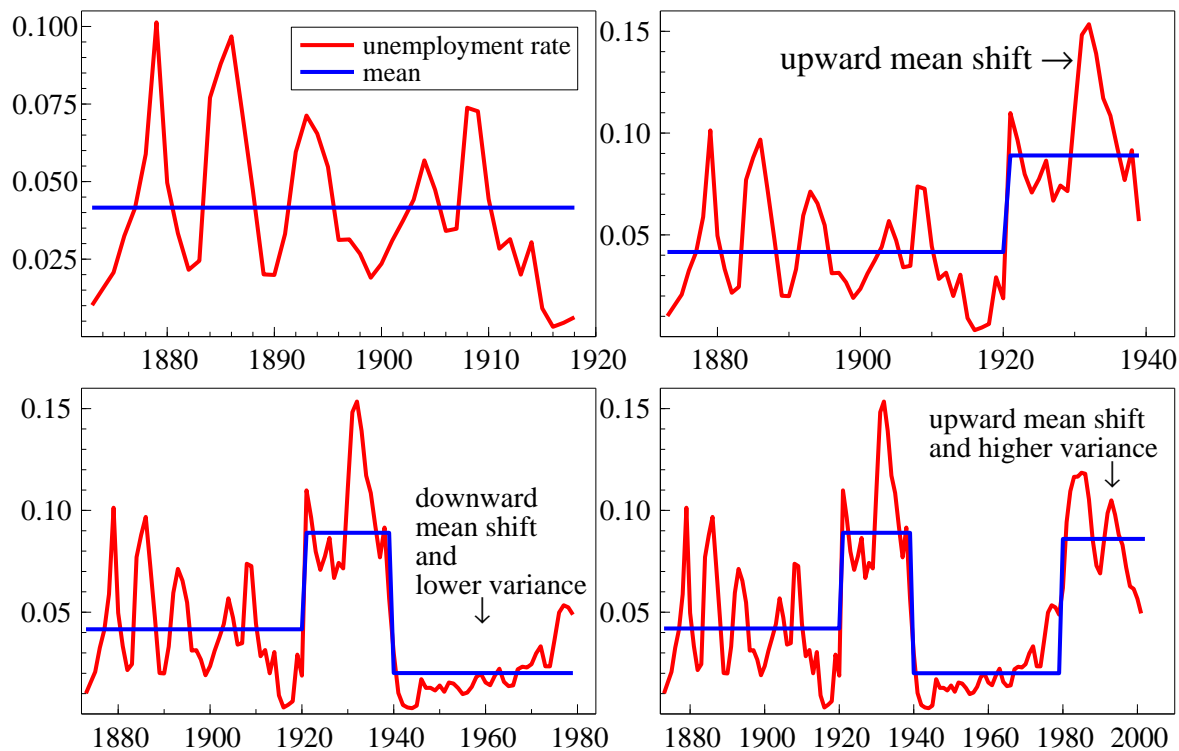 0.100
0.075
0.050
0.025
unemployment rate
mean
1880 1890 1900 1910 1920
0.15
0.10
0.05
upward mean shift →
1880 1900 1920 1940
0.15
0.10
0.05
downward
mean shift
and
lower variance
↓
1880 1900 1920 1940 1960 1980
0.15
0.10
0.05
upward mean shift
and higher variance
↓
1880 1900 1920 1940 1960 1980 2000